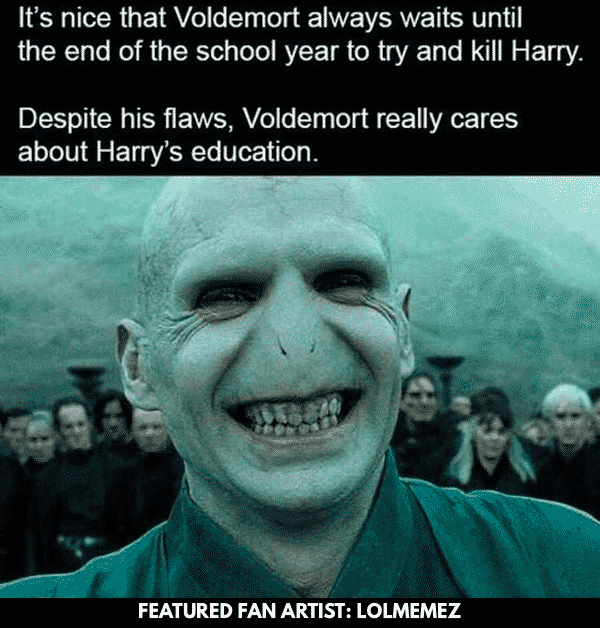 It’s nice that Voldemort always waits until
the end of the school year to try and kill Harry.
Despite his flaws, Voldemort really cares
about Harry’s education.
FEATURED FAN ARTIST: LOLMEMEZ